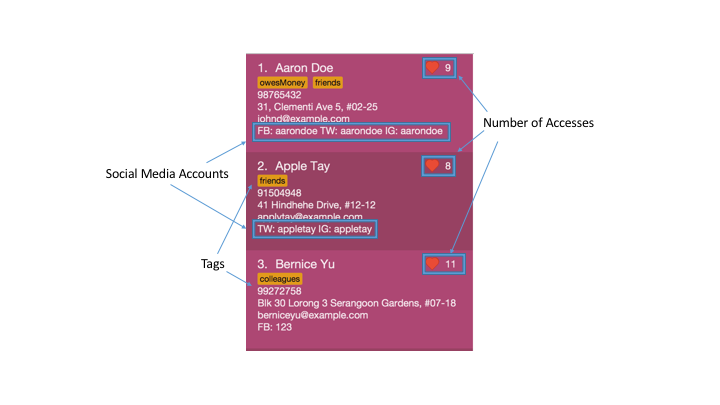 1. Aaron Doe
9
owesMoney friends
98765432
31, Clementi Ave 5, #02-25
johnd@example.com
FB: aarondoe TW: aarondoe IG: aarondoe
Number of Accesses
2. Apple Tay
8
Social Media Accounts
friends
91504948
41 Hindhehe Drive, #12-12
applytay@example.com
TW: appletay IG: appletay
Tags
3. Bernice Yu
11
colleagues
99272758
Blk 30 Lorong 3 Serangoon Gardens, #07-18
berniceyu@example.com
FB: 123